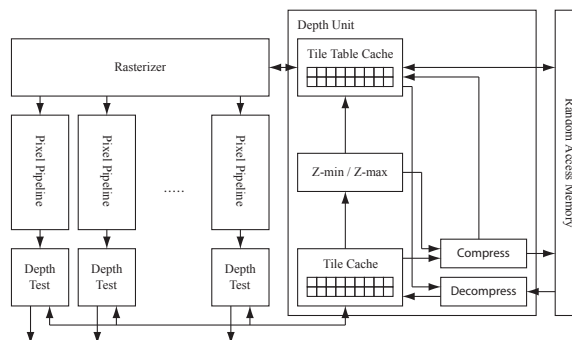 Depth Unit
Rasterizer
Tile Table Cache
Random Access Memory
Pixel Pipeline
Pixel Pipeline
.....
Pixel Pipeline
Z-min / Z-max
Depth
Test
Depth
Test
Depth
Test
Tile Cache
Compress
Decompress